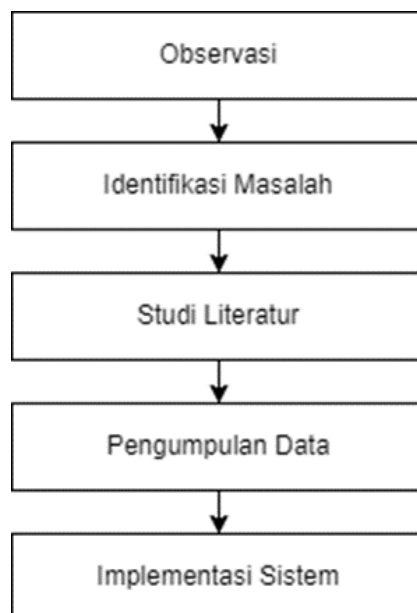 Observasi
Identifikasi Masalah
Studi Literatur
Pengumpulan Data
Implementasi Sistem